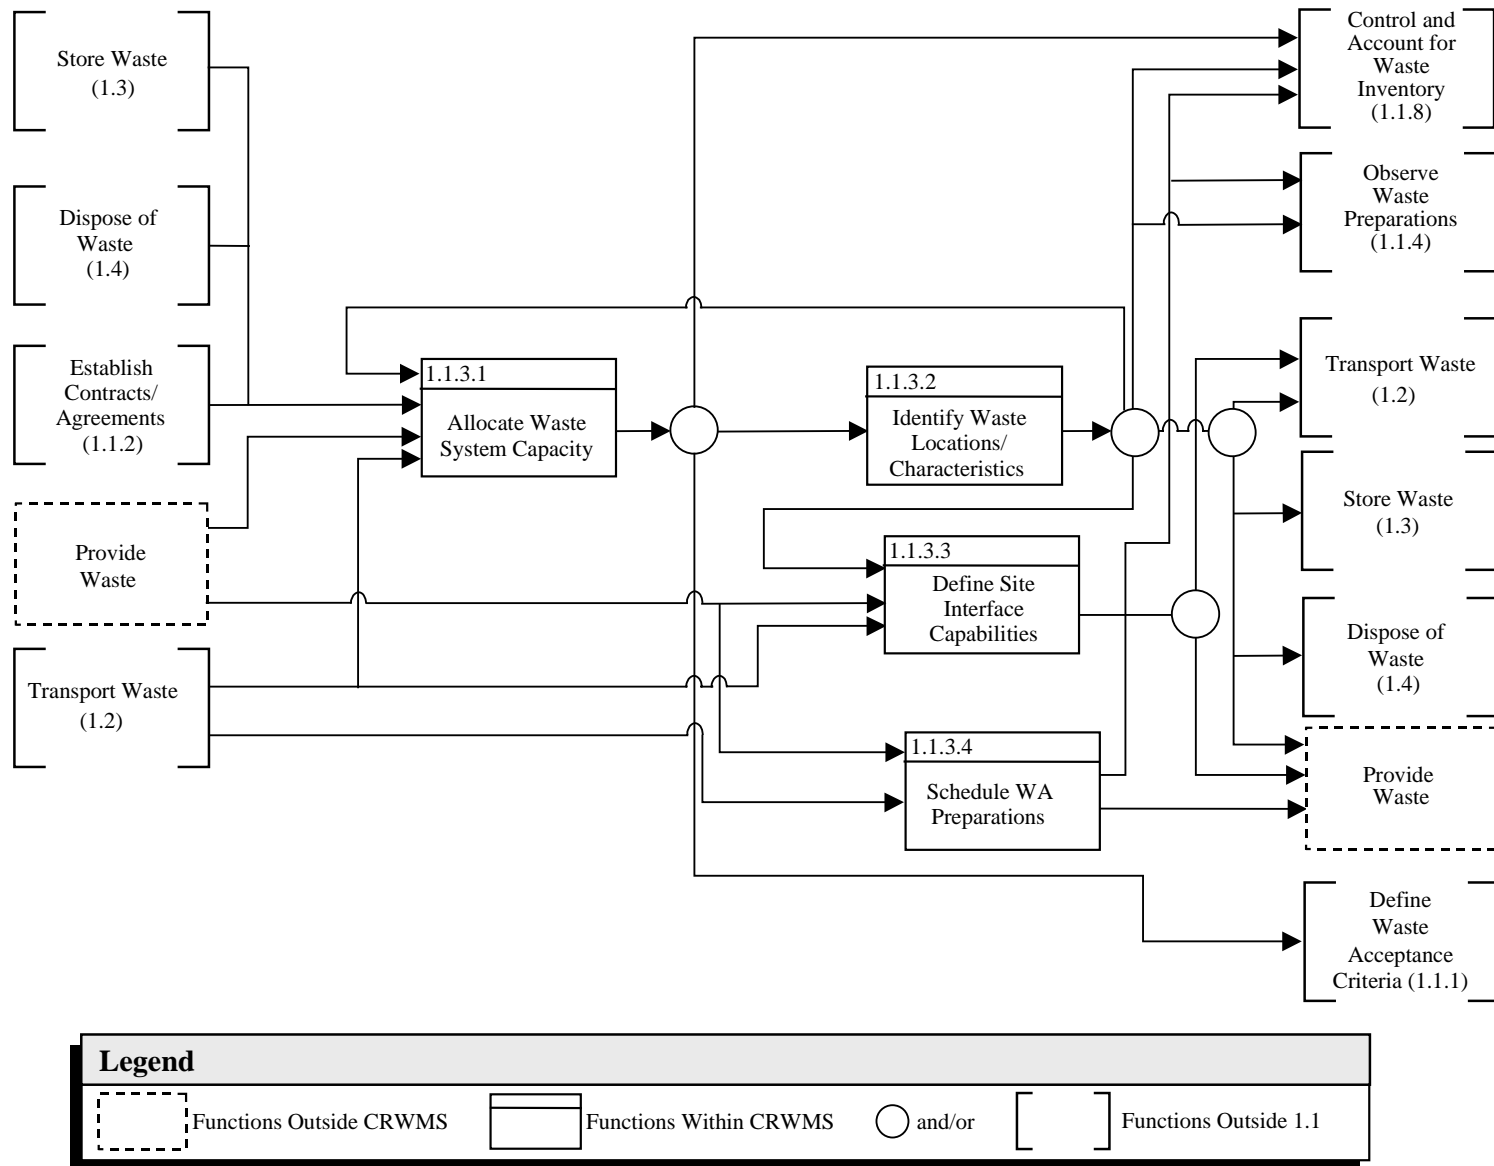 Store Waste
(1.3)
Dispose of
Waste
(1.4)
Establish
Contracts/
Agreements
(1.1.2)
Provide
Waste
Transport Waste
(1.2)
1.1.3.1
Allocate Waste
System Capacity
1.1.3.2
Identify Waste
Locations/
Characteristics
1.1.3.3
Define Site
Interface
Capabilities
1.1.3.4
Schedule WA
Preparations
Control and
Account for
Waste
Inventory
(1.1.8)
Observe
Waste
Preparations
(1.1.4)
Transport Waste
(1.2)
Store Waste
(1.3)
Dispose of
Waste
(1.4)
Provide
Waste
Define
Waste
Acceptance
Criteria (1.1.1)
Legend
Functions Outside CRWMS
Functions Within CRWMS
and/or
Functions Outside 1.1